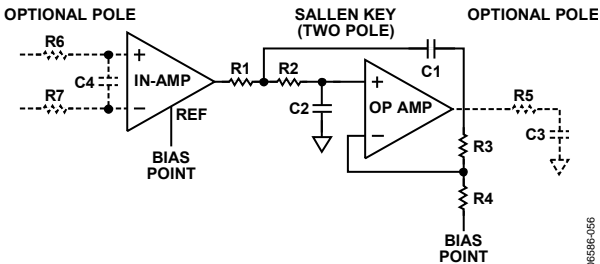 OPTIONAL POLE
SALLEN KEY
(TWO POLE)
OPTIONAL POLE
R6
C4
R7
+
−
IN-AMP
REF
BIAS
POINT
R1
R2
C1
C2
+
−
OP AMP
R5
C3
R3
R4
BIAS
POINT
06586-056